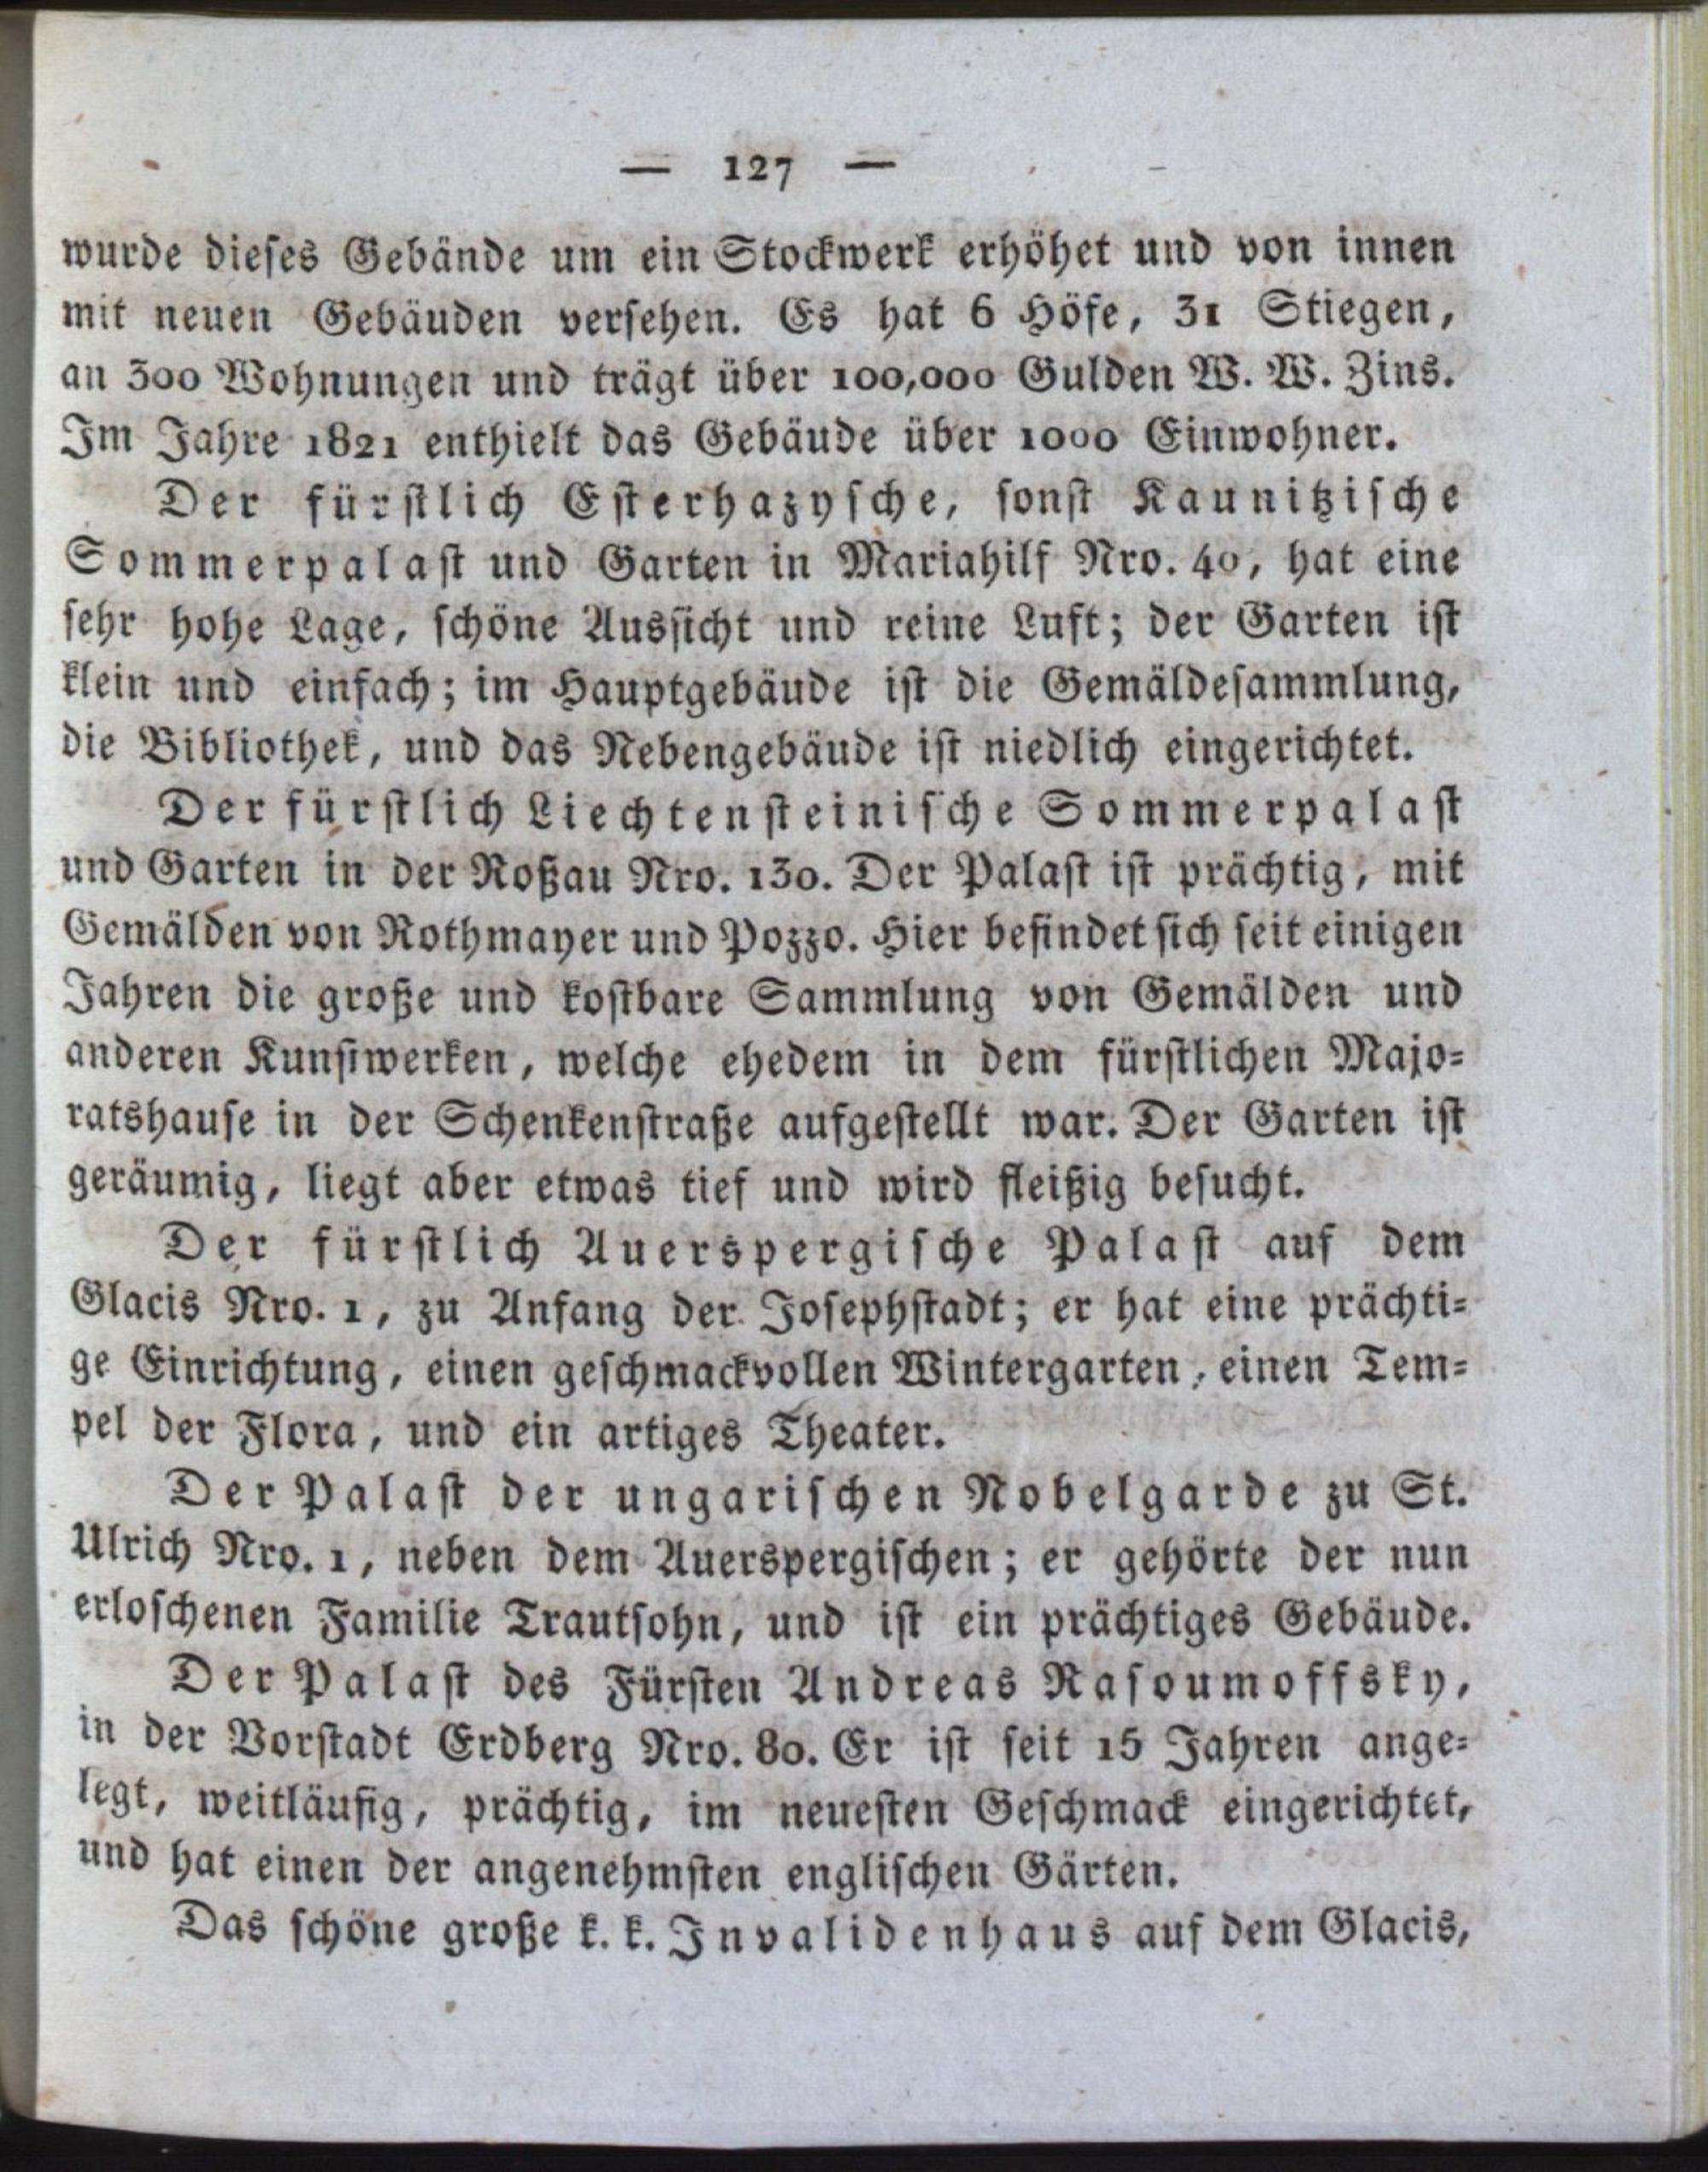 — 127 —
wurde dieses Gebände um ein Stockwerk erhöhet und von innen
mit neuen Gebäuden versehen. Es hat 6 Höfe, 31 Stiegen,
an 300 Wohnungen und trägt über 100,000 Gulden W. W. Zins.
Im Jahre 1821 enthielt das Gebäude über 1000 Einwohner.
Der fürstlich Esterhazysche, sonst Kaunitzische
Sommerpalast und Garten in Mariahilf Nro. 40, hat eine
sehr hohe Lage, schöne Aussicht und reine Luft; der Garten ist
klein und einfach; im Hauptgebäude ist die Gemäldesammlung,
die Bibliothek, und das Nebengebäude ist niedlich eingerichtet.
Der fürstlich Liechtensteinische Sommerpalast
und Garten in der Roßau Nro. 130. Der Palast ist prächtig, mit
Gemälden von Rothmayer und Pozzo. Hier befindet sich seit einigen
Jahren die große und kostbare Sammlung von Gemälden und
anderen Kunstwerken, welche ehedem in dem fürstlichen Majo-
ratshause in der Schenkenstraße aufgestellt war. Der Garten ist
geräumig, liegt aber etwas tief und wird fleißig besucht.
Der fürstlich Auerspergische Palast auf dem
Glacis Nro. 1, zu Anfang der Josephstadt; er hat eine prächti-
ge Einrichtung, einen geschmackvollen Wintergarten, einen Tem-
pel der Flora, und ein artiges Theater.
Der Palast der ungarischen Nobelgarde zu St.
Ulrich Nro. 1, neben dem Auerspergischen; er gehörte der nun
erloschenen Familie Trautsohn, und ist ein prächtiges Gebäude.
Der Palast des Fürsten Andreas Rasoumoffsky,
in der Vorstadt Erdberg Nro. 80. Er ist seit 15 Jahren ange-
legt, weitläufig, prächtig, im neuesten Geschmack eingerichtet,
und hat einen der angenehmsten englischen Gärten.
Das schöne große k. k. Invalidenhaus auf dem Glacis,